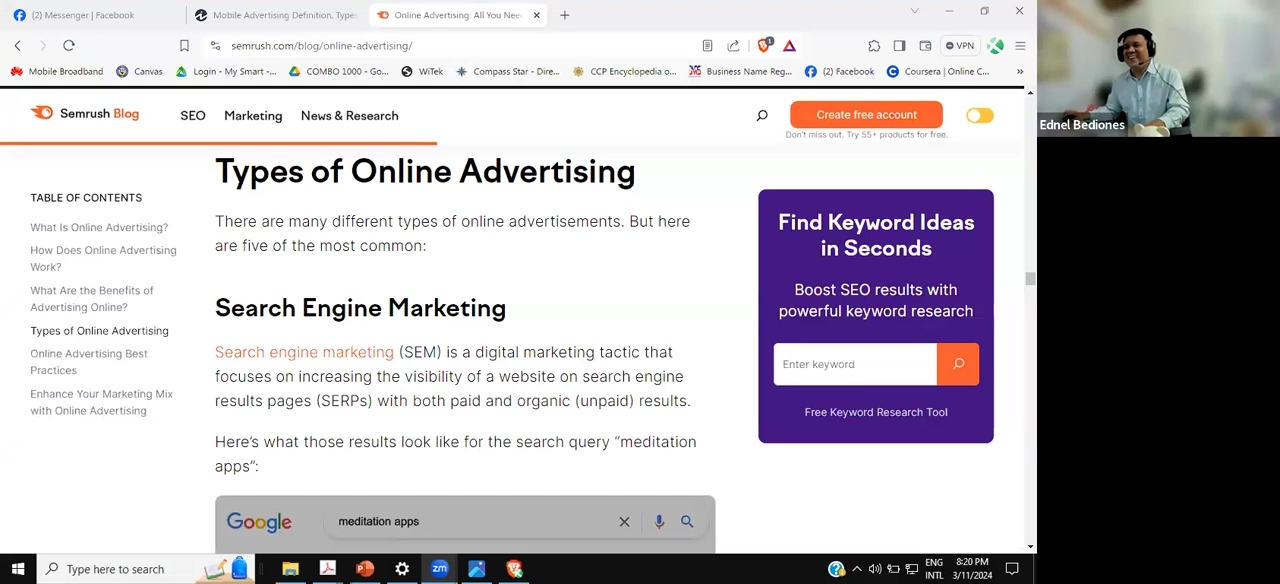 (2) Messenger | Facebook
Mobile Advertising Definition, Types
Online Advertising: All You Nee
semrush.com/blog/online-advertising/
1
VPN
Mobile Broadband
Canvas
Login - My Smart -...
COMBO 1000 - Go...
WiTek
Compass Star - Dire...
CCP Encyclopedia o...
Business Name Reg...
(2) Facebook
Coursera | Online C...
»
Semrush Blog
SEO
Marketing
News & Research
Create free account
Don't miss out. Try 55+ products for free.
TABLE OF CONTENTS
What Is Online Advertising?
How Does Online Advertising
Work?
What Are the Benefits of
Advertising Online?
Types of Online Advertising
Online Advertising Best
Practices
Enhance Your Marketing Mix
with Online Advertising
Types of Online Advertising
There are many different types of online advertisements. But here
are five of the most common:
Search Engine Marketing
Search engine marketing (SEM) is a digital marketing tactic that
focuses on increasing the visibility of a website on search engine
results pages (SERPs) with both paid and organic (unpaid) results.
Here's what those results look like for the search query “meditation
apps”:
Google
meditation apps
Find Keyword Ideas
in Seconds
Boost SEO results with
powerful keyword research
Enter keyword
Free Keyword Research Tool
Ednel Bediones
Type here to search
zm
ENG
INTL
8:20 PM
3/11/2024